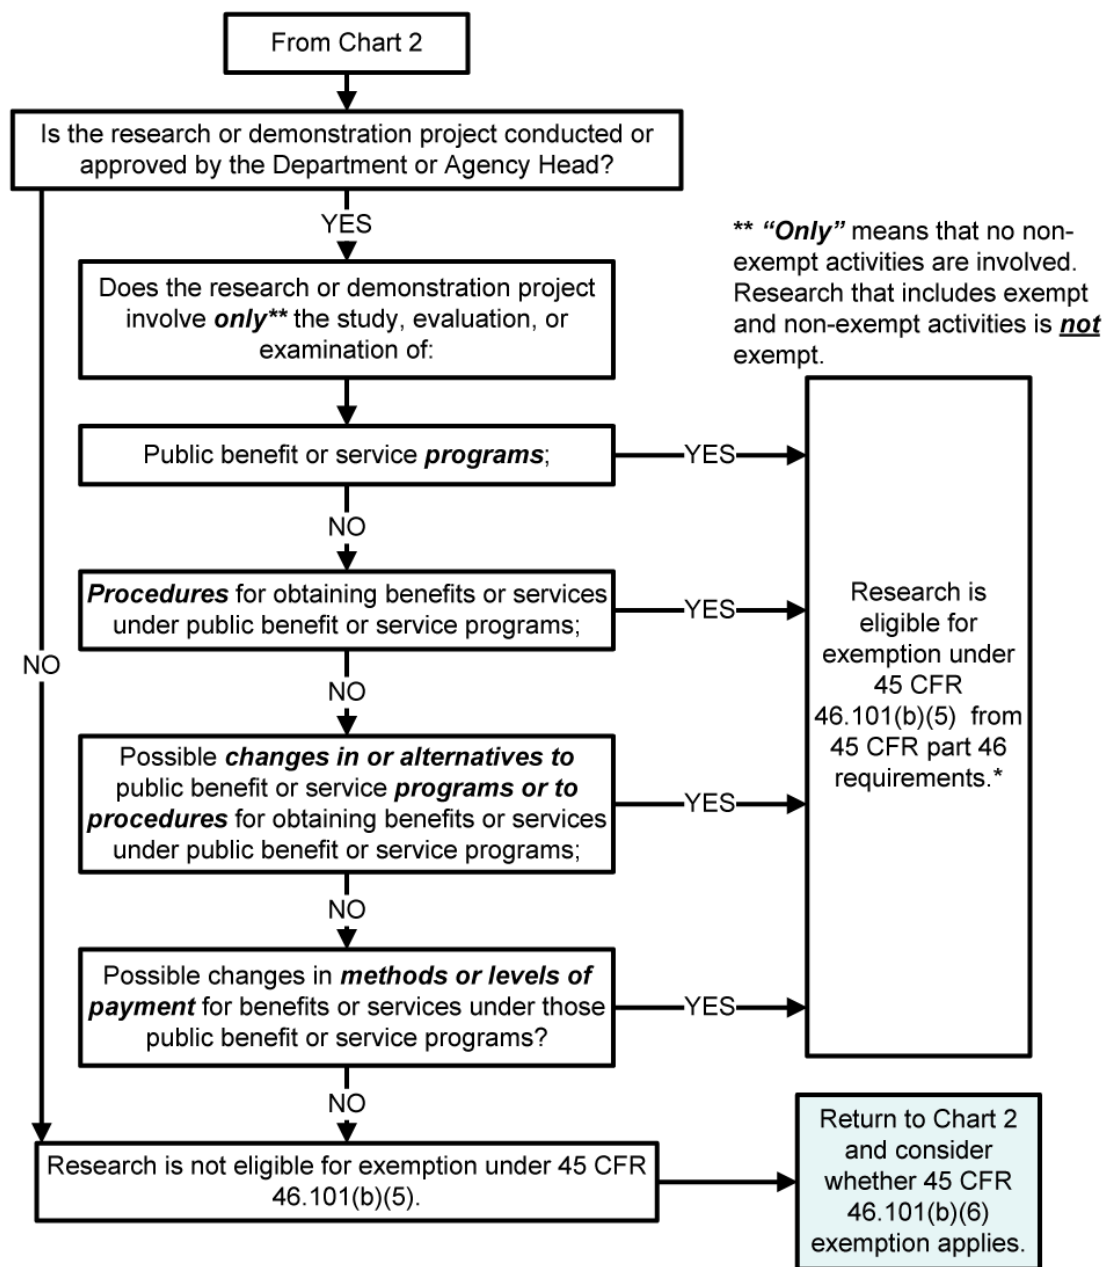 From Chart 2
Is the research or demonstration project conducted or
approved by the Department or Agency Head?
YES
** “Only” means that no non-
exempt activities are involved.
Research that includes exempt
and non-exempt activities is not
exempt.
Does the research or demonstration project
involve only** the study, evaluation, or
examination of:
Public benefit or service programs;
YES
NO
Procedures for obtaining benefits or services
under public benefit or service programs;
YES
NO
NO
Possible changes in or alternatives to
public benefit or service programs or to
procedures for obtaining benefits or services
under public benefit or service programs;
YES
NO
Possible changes in methods or levels of
payment for benefits or services under those
public benefit or service programs?
YES
NO
Research is
eligible for
exemption under
45 CFR
46.101(b)(5) from
45 CFR part 46
requirements.*
Research is not eligible for exemption under 45 CFR
46.101(b)(5).
Return to Chart 2
and consider
whether 45 CFR
46.101(b)(6)
exemption applies.